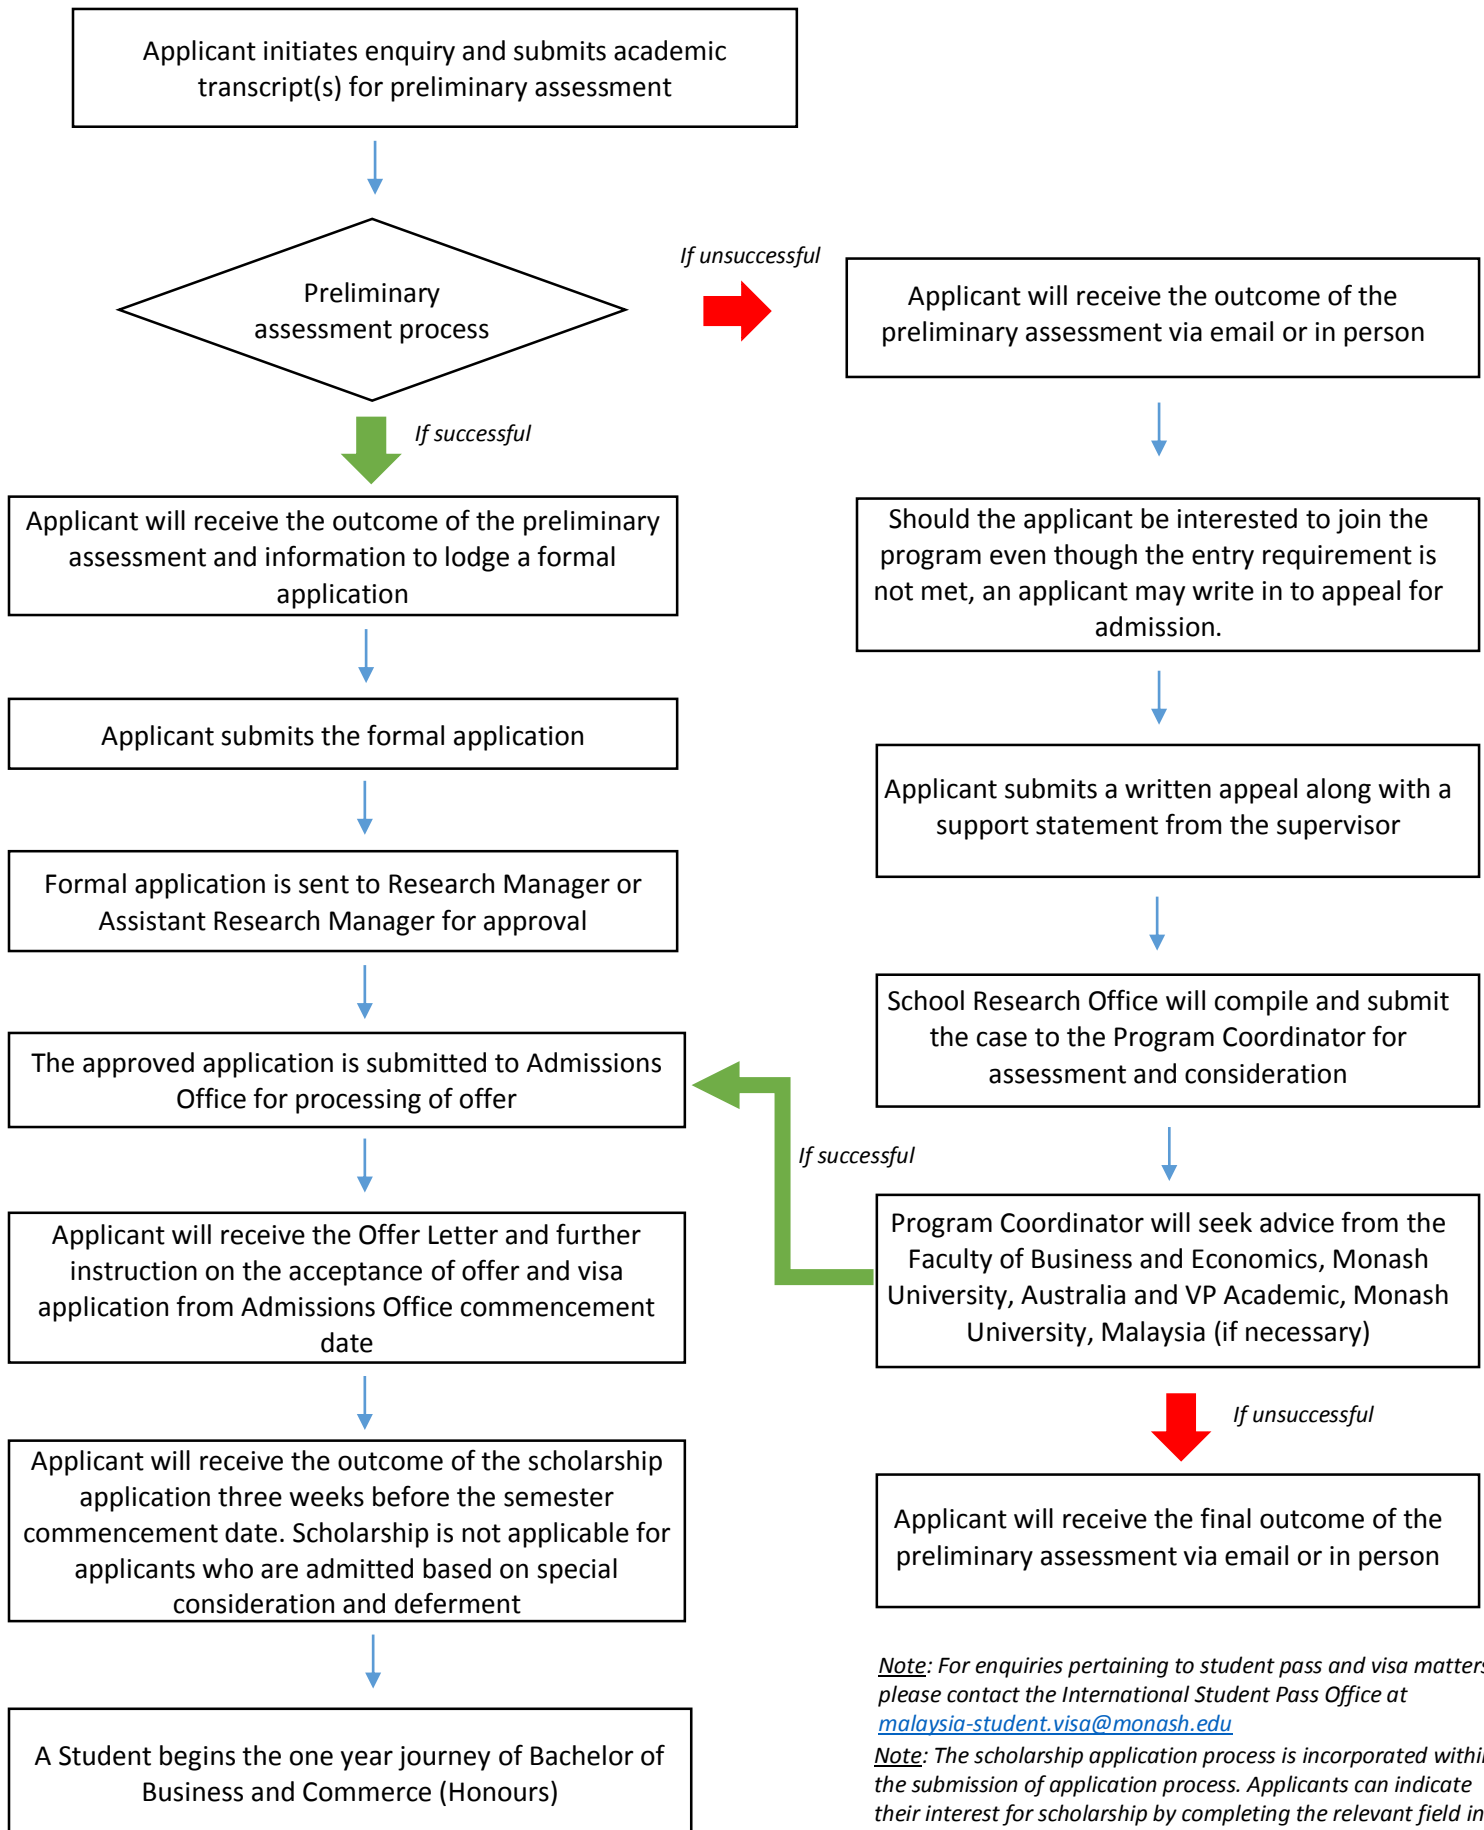 Applicant initiates enquiry and submits academic
transcript(s) for preliminary assessment
Preliminary
assessment process
If unsuccessful
Applicant will receive the outcome of the
preliminary assessment via email or in person
If successful
Applicant will receive the outcome of the preliminary
assessment and information to lodge a formal
application
Should the applicant be interested to join the
program even though the entry requirement is
not met, an applicant may write in to appeal for
admission.
Applicant submits the formal application
Applicant submits a written appeal along with a
support statement from the supervisor
Formal application is sent to Research Manager or
Assistant Research Manager for approval
School Research Office will compile and submit
the case to the Program Coordinator for
assessment and consideration
The approved application is submitted to Admissions
Office for processing of offer
If successful
Applicant will receive the Offer Letter and further
instruction on the acceptance of offer and visa
application from Admissions Office commencement
date
Program Coordinator will seek advice from the
Faculty of Business and Economics, Monash
University, Australia and VP Academic, Monash
University, Malaysia (if necessary)
If unsuccessful
Applicant will receive the outcome of the scholarship
application three weeks before the semester
commencement date. Scholarship is not applicable for
applicants who are admitted based on special
consideration and deferment
Applicant will receive the final outcome of the
preliminary assessment via email or in person
A Student begins the one year journey of Bachelor of
Business and Commerce (Honours)
Note: For enquiries pertaining to student pass and visa matters
please contact the International Student Pass Office at
malaysia-student.visa@monash.edu
Note: The scholarship application process is incorporated within
the submission of application process. Applicants can indicate
their interest for scholarship by completing the relevant field in